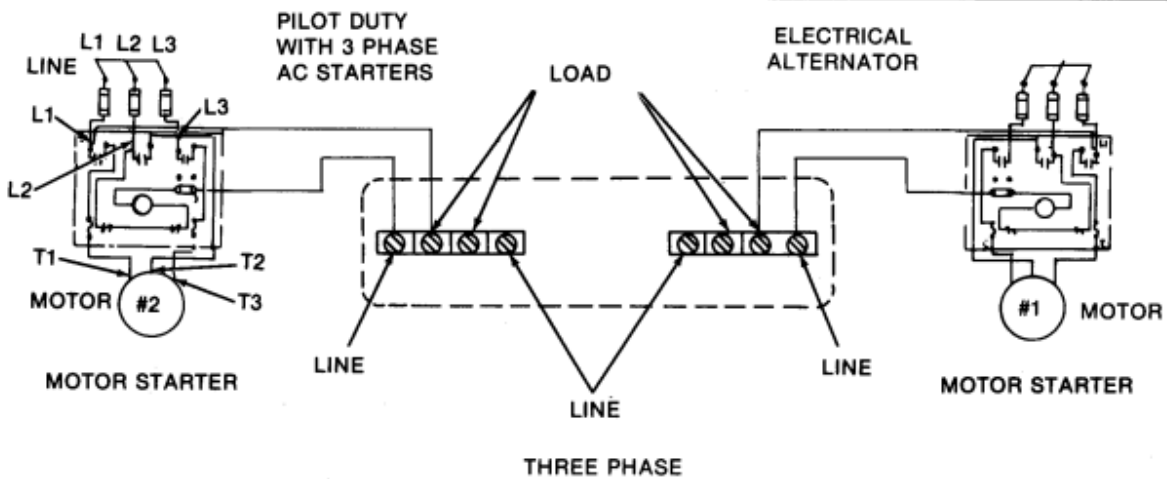 PILOT DUTY
WITH 3 PHASE
AC STARTERS
ELECTRICAL
ALTERNATOR
L1 L2 L3
LINE
LOAD
L1
L3
L2
T1
T2
MOTOR
#2
T3
#1
MOTOR
LINE
LINE
MOTOR STARTER
MOTOR STARTER
LINE
THREE PHASE